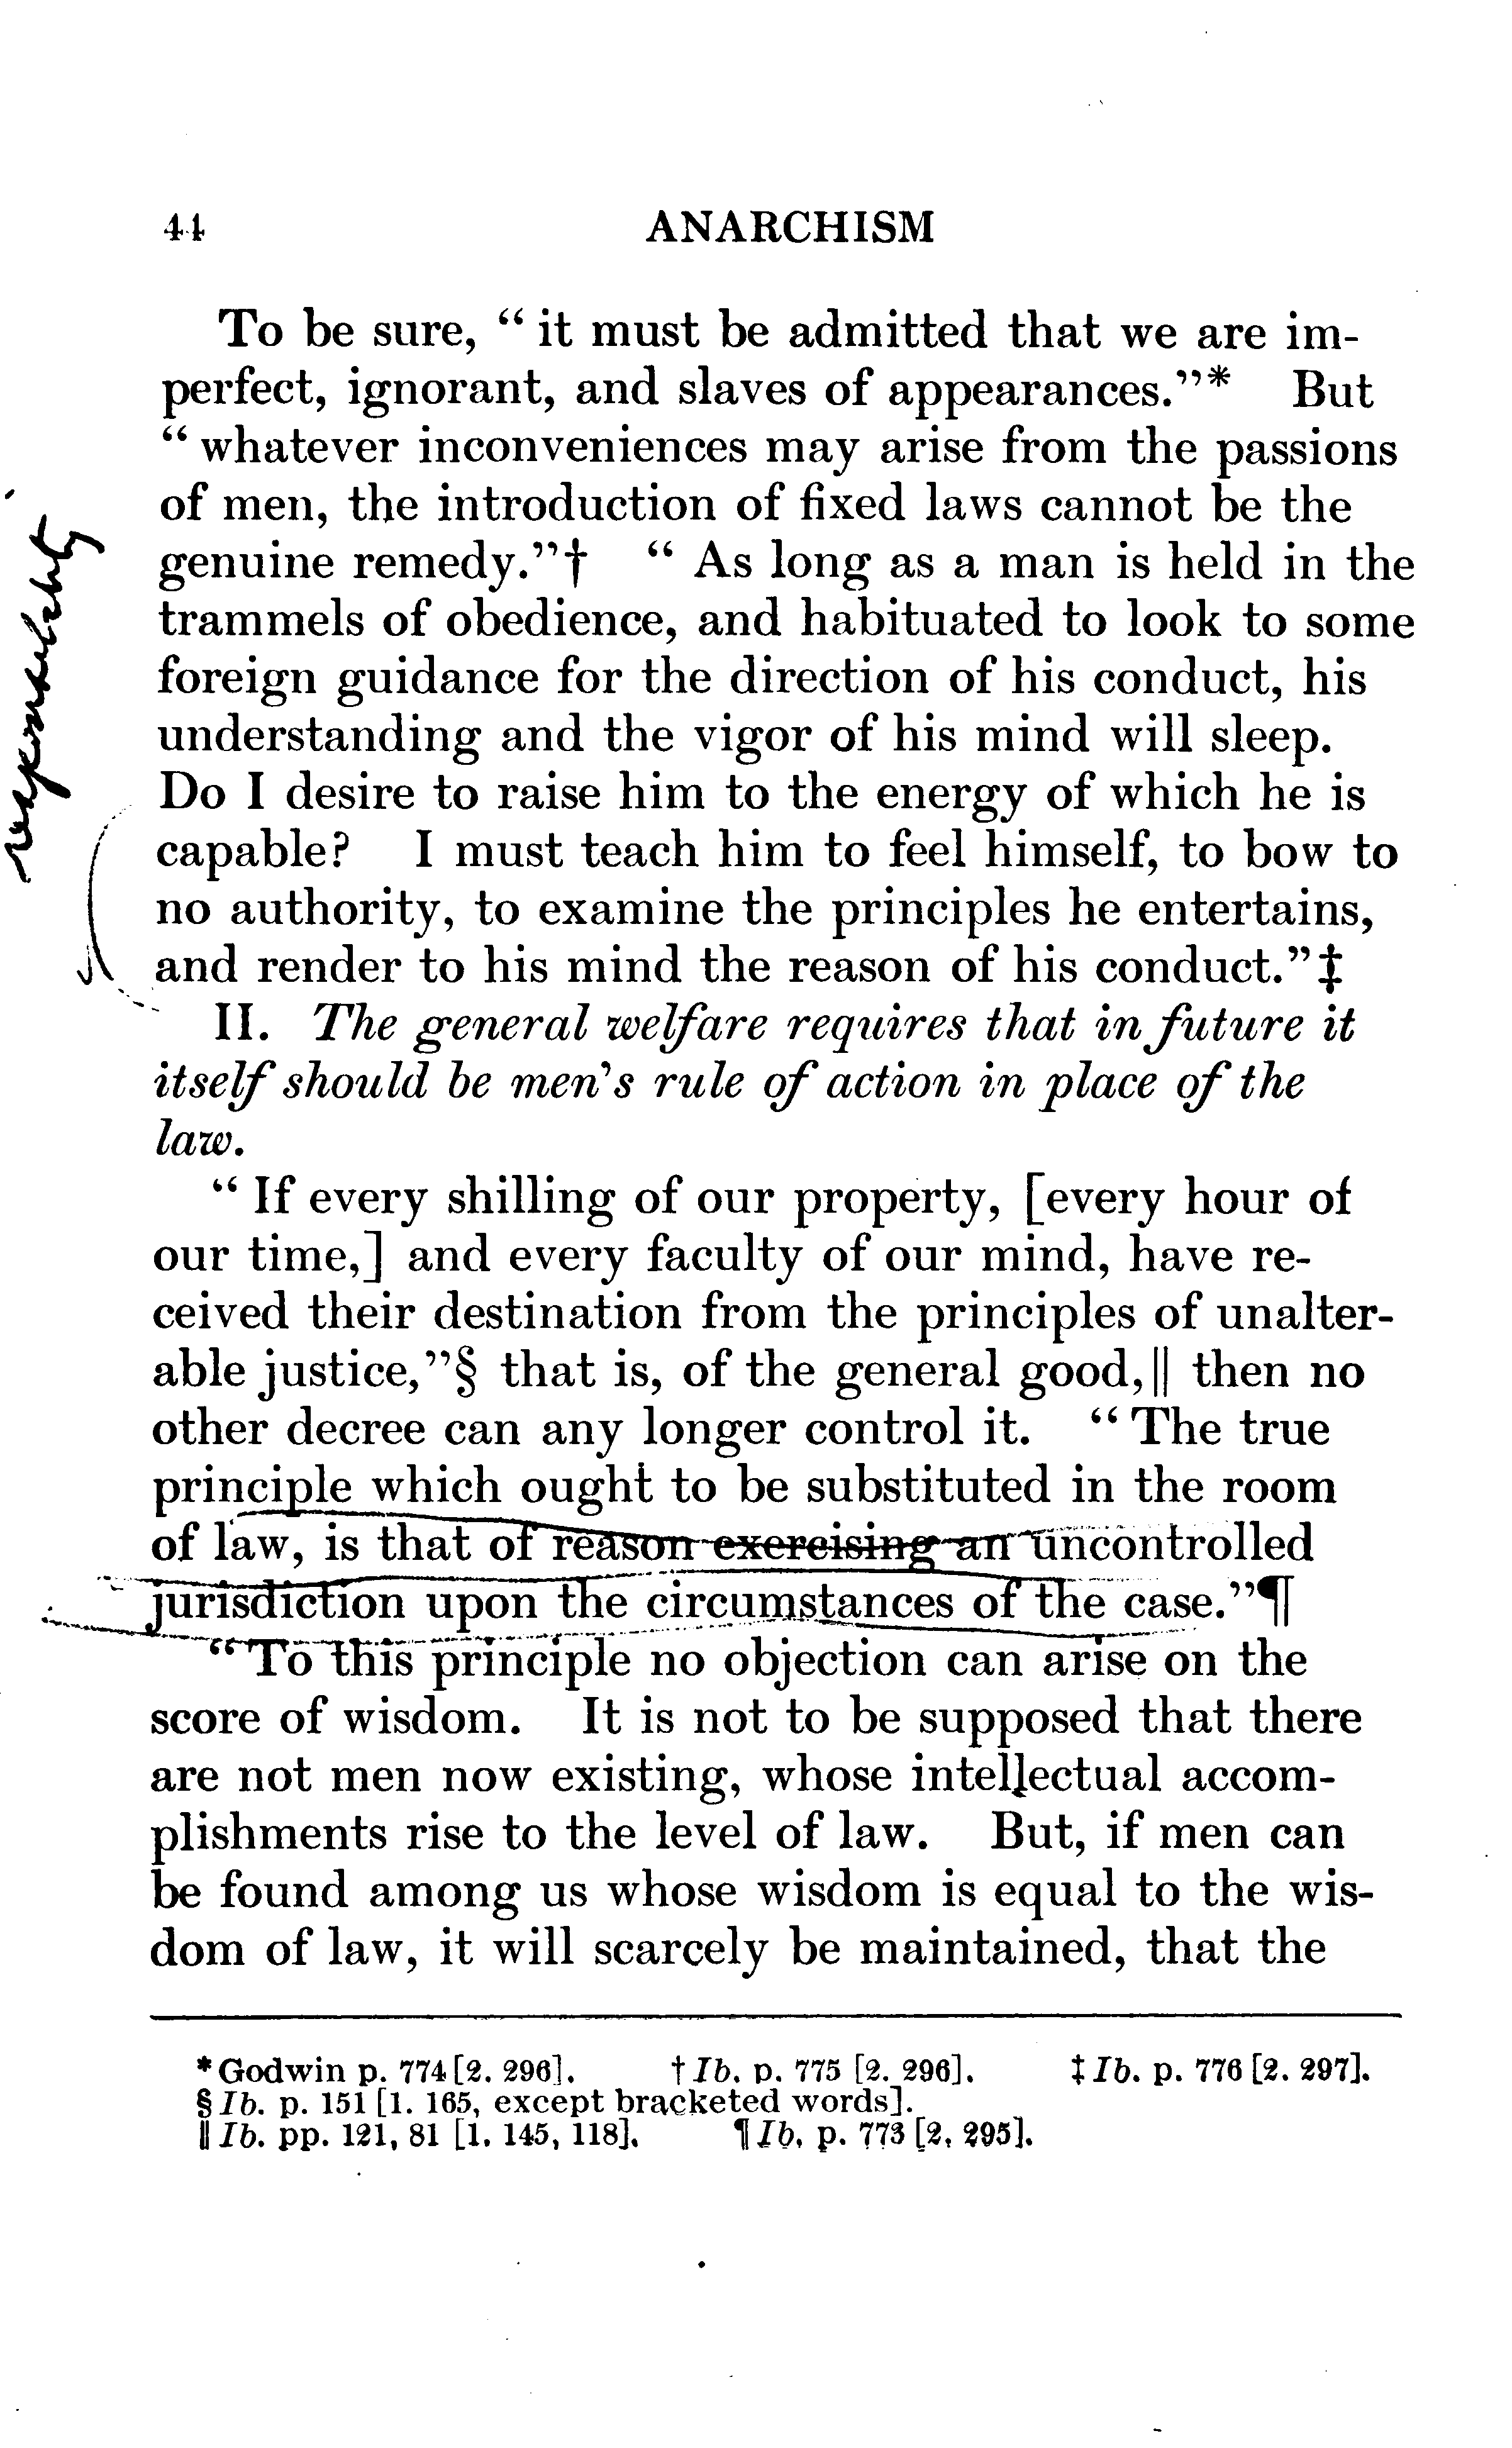 44 ANARCHISM
To be sure, “ it must be admitted that we are im-
perfect, ignorant, and slaves of appearances.”* But
“ whatever inconveniences may arise from the passions
of men, the introduction of fixed laws cannot be the
genuine remedy.”† “ As long as a man is held in the
trammels of obedience, and habituated to look to some
foreign guidance for the direction of his conduct, his
understanding and the vigor of his mind will sleep.
Do I desire to raise him to the energy of which he is
capable? I must teach him to feel himself, to bow to
no authority, to examine the principles he entertains,
and render to his mind the reason of his conduct.”‡
responsibility
II. The general welfare requires that in future it
itself should be men's rule of action in place of the
law.
“ If every shilling of our property, [every hour of
our time,] and every faculty of our mind, have re-
ceived their destination from the principles of unalter-
able justice,”§ that is, of the general good,‖ then no
other decree can any longer control it. “ The true
principle which ought to be substituted in the room
of law, is that of reason exercising an uncontrolled
jurisdiction upon the circumstances of the case.”¶
“ To this principle no objection can arise on the
score of wisdom. It is not to be supposed that there
are not men now existing, whose intellectual accom-
plishments rise to the level of law. But, if men can
be found among us whose wisdom is equal to the wis-
dom of law, it will scarcely be maintained, that the
* Godwin p. 774 [2. 296]. † Ib. p. 775 [2. 296]. ‡ Ib. p. 776 [2. 297].
§ Ib. p. 151 [1. 165, except bracketed words].
‖ Ib. pp. 121, 81 [1. 145, 118]. ¶ Ib. p. 773 [2. 295].